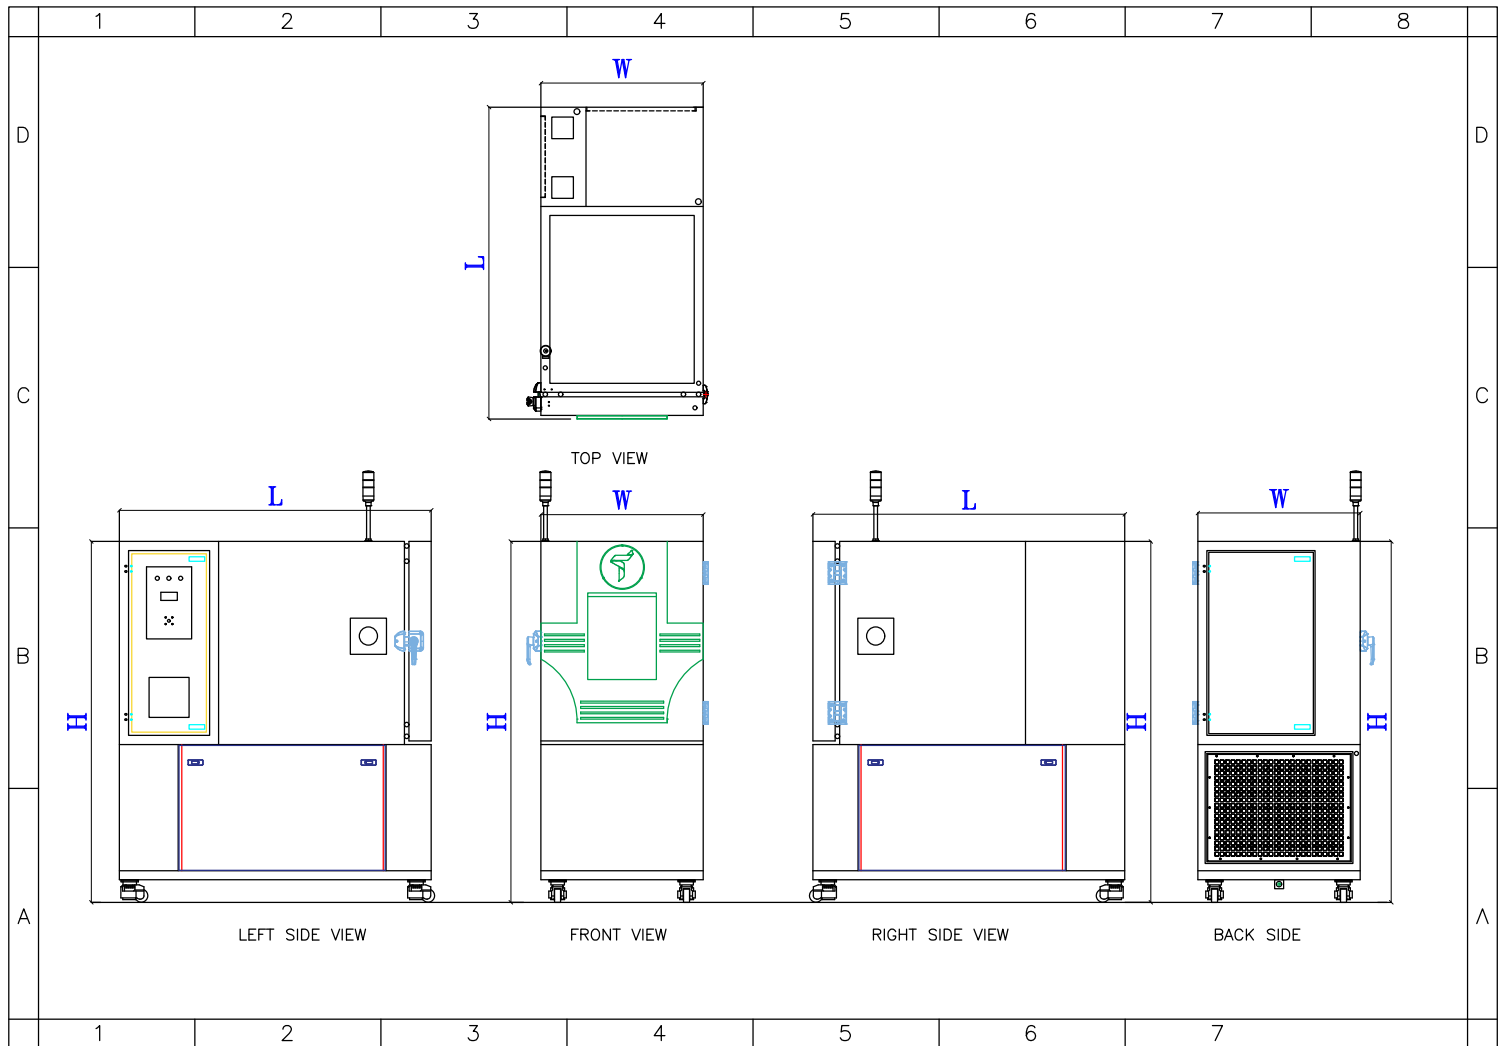 1 2 3 4 5 6 7 8
W
D D
L
C C
TOP VIEW
L W L W
B B
H H H H
A Λ
LEFT SIDE VIEW FRONT VIEW RIGHT SIDE VIEW BACK SIDE
1 2 3 4 5 6 7